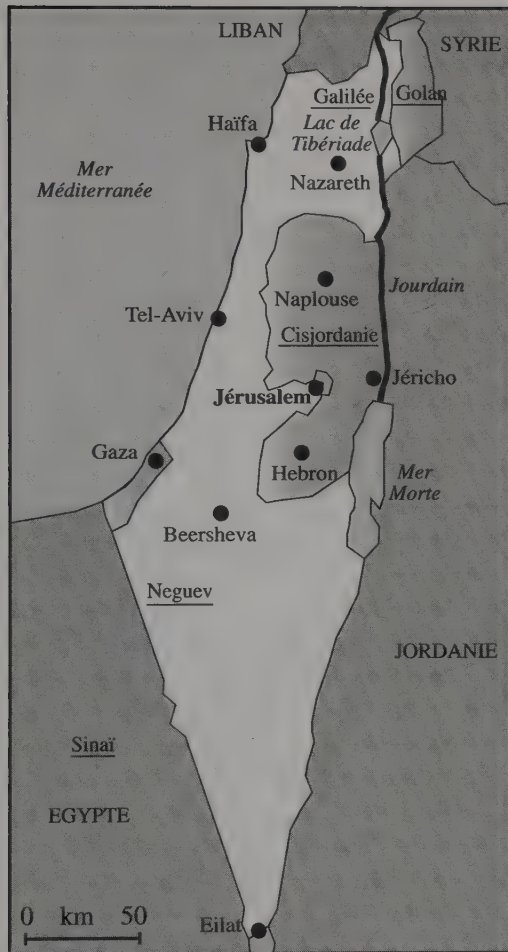 LIBAN
SYRIE
Galilée
Golan
Haïfa
Lac de
Tibériade
Mer
Méditerranée
Nazareth
Naplouse
Jourdain
Tel-Aviv
Cisjordanie
Jérusalem
Jéricho
Gaza
Hebron
Mer
Morte
Beersheva
Neguev
JORDANIE
Sinaï
EGYPTE
0 km 50
Eilat